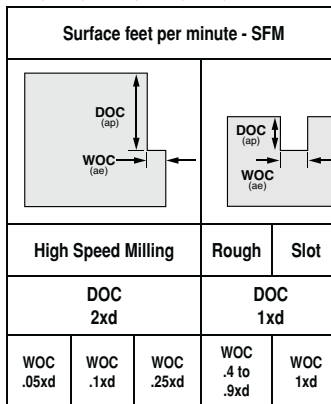 Surface feet per minute - SFM
DOC
(ap)
WOC
(ae)
DOC
(ap)
WOC
(ae)
High Speed Milling
Rough
Slot
DOC
2xd
DOC
1xd
WOC
.05xd
WOC
.1xd
WOC
.25xd
WOC
.4 to
.9xd
WOC
1xd